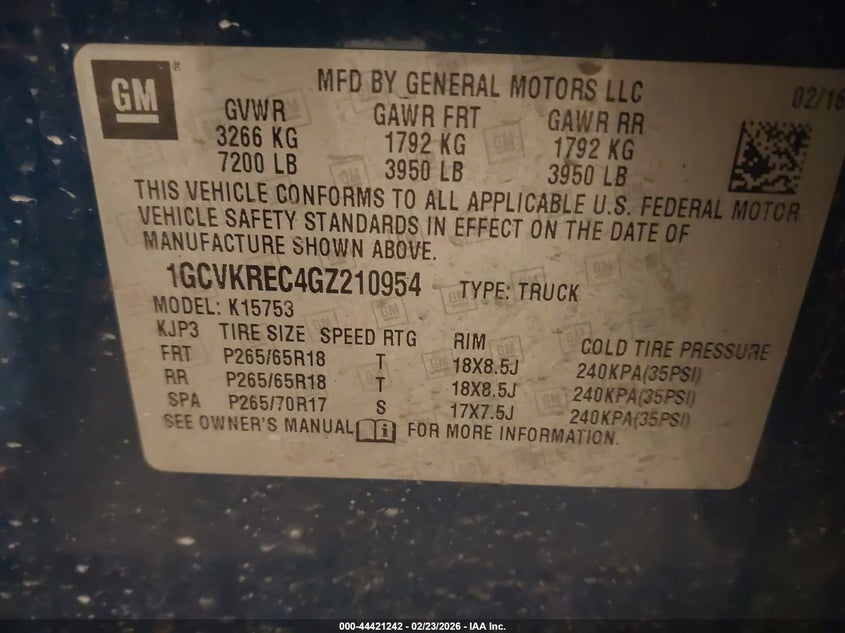 GM
MFD BY GENERAL MOTORS LLC
02/16
GVWR GAWR FRT GAWR RR
3266 KG 1792 KG 1792 KG
7200 LB 3950 LB 3950 LB
THIS VEHICLE CONFORMS TO ALL APPLICABLE U.S. FEDERAL MOTOR
VEHICLE SAFETY STANDARDS IN EFFECT ON THE DATE OF
MANUFACTURE SHOWN ABOVE.
1GCVKREC4GZ210954 TYPE: TRUCK
MODEL: K15753
KJP3 TIRE SIZE SPEED RTG RIM COLD TIRE PRESSURE
FRT P265/65R18 T 18X8.5J 240KPA(35PSI)
RR P265/65R18 T 18X8.5J 240KPA(35PSI)
SPA P265/70R17 S 17X7.5J 240KPA(35PSI)
SEE OWNER'S MANUAL i FOR MORE INFORMATION.
000-44421242 - 02/23/2026 - IAA Inc.